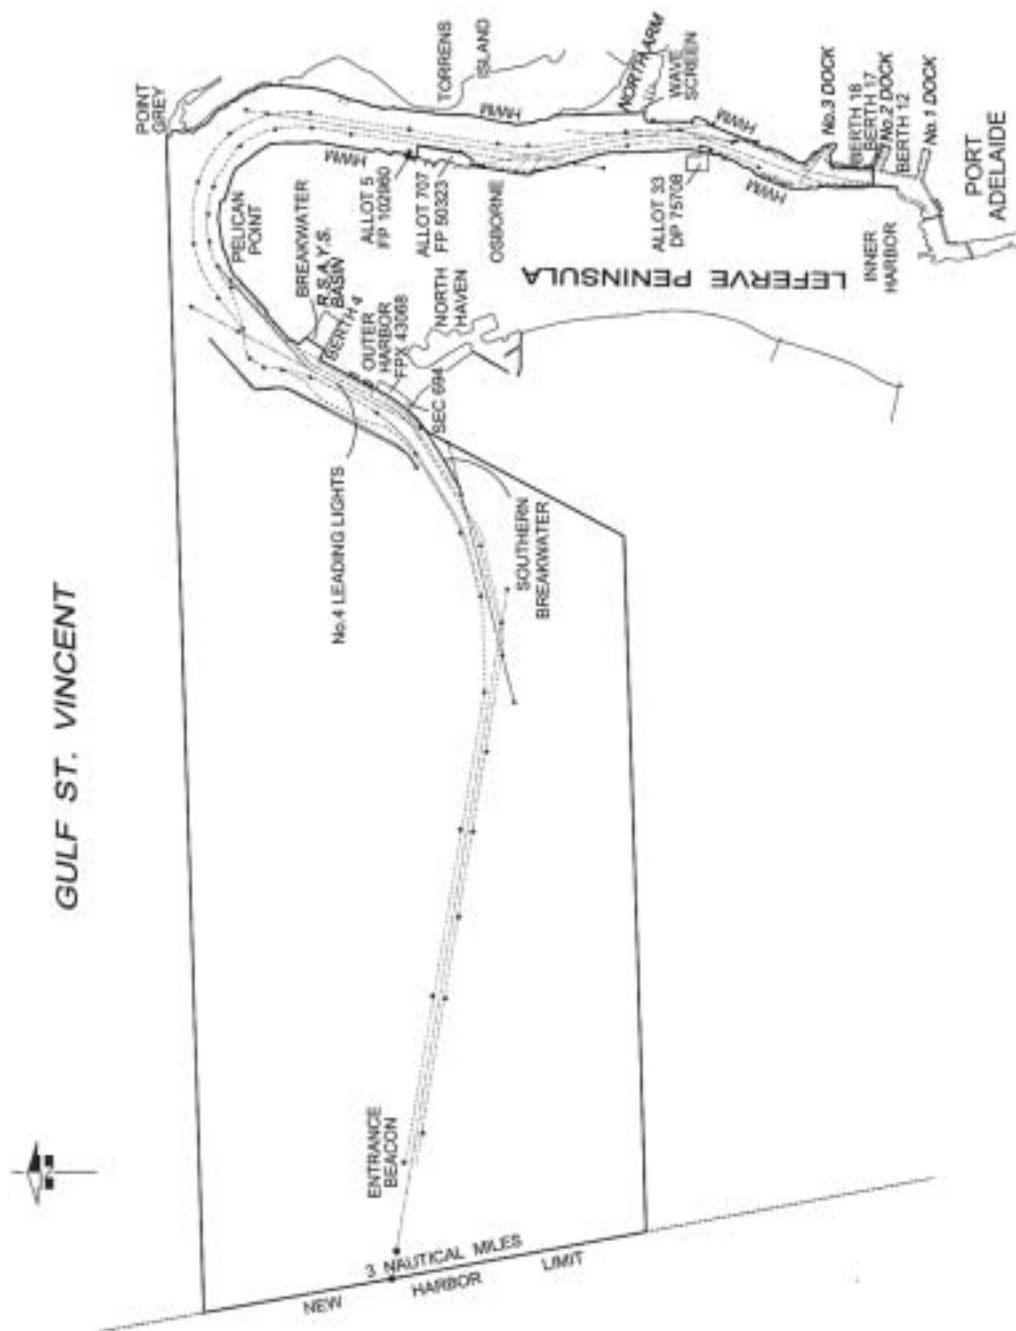 GULF ST. VINCENT
POINT
GREY
TORRENS
ISLAND
HWM
NORTH ARM
WAVE
SCREEN
HWM
No.3 DOCK
BERTH 18
BERTH 17
No.2 DOCK
BERTH 12
No.1 DOCK
PORT
ADELAIDE
PELICAN
POINT
HWM
ALLOT 5
FP 102960
ALLOT 707
FP 50323
OSBORNE
ALLOT 33
DP 75708
HWM
INNER
HARBOR
LEFERVE PENINSULA
BREAKWATER
R.S.A.Y.S.
BASIN
BERTH 4
OUTER
HARBOR
FPX 43068
NORTH
HAVEN
SEC 694
No.4 LEADING LIGHTS
SOUTHERN
BREAKWATER
ENTRANCE
BEACON
3 NAUTICAL MILES
NEW HARBOR LIMIT